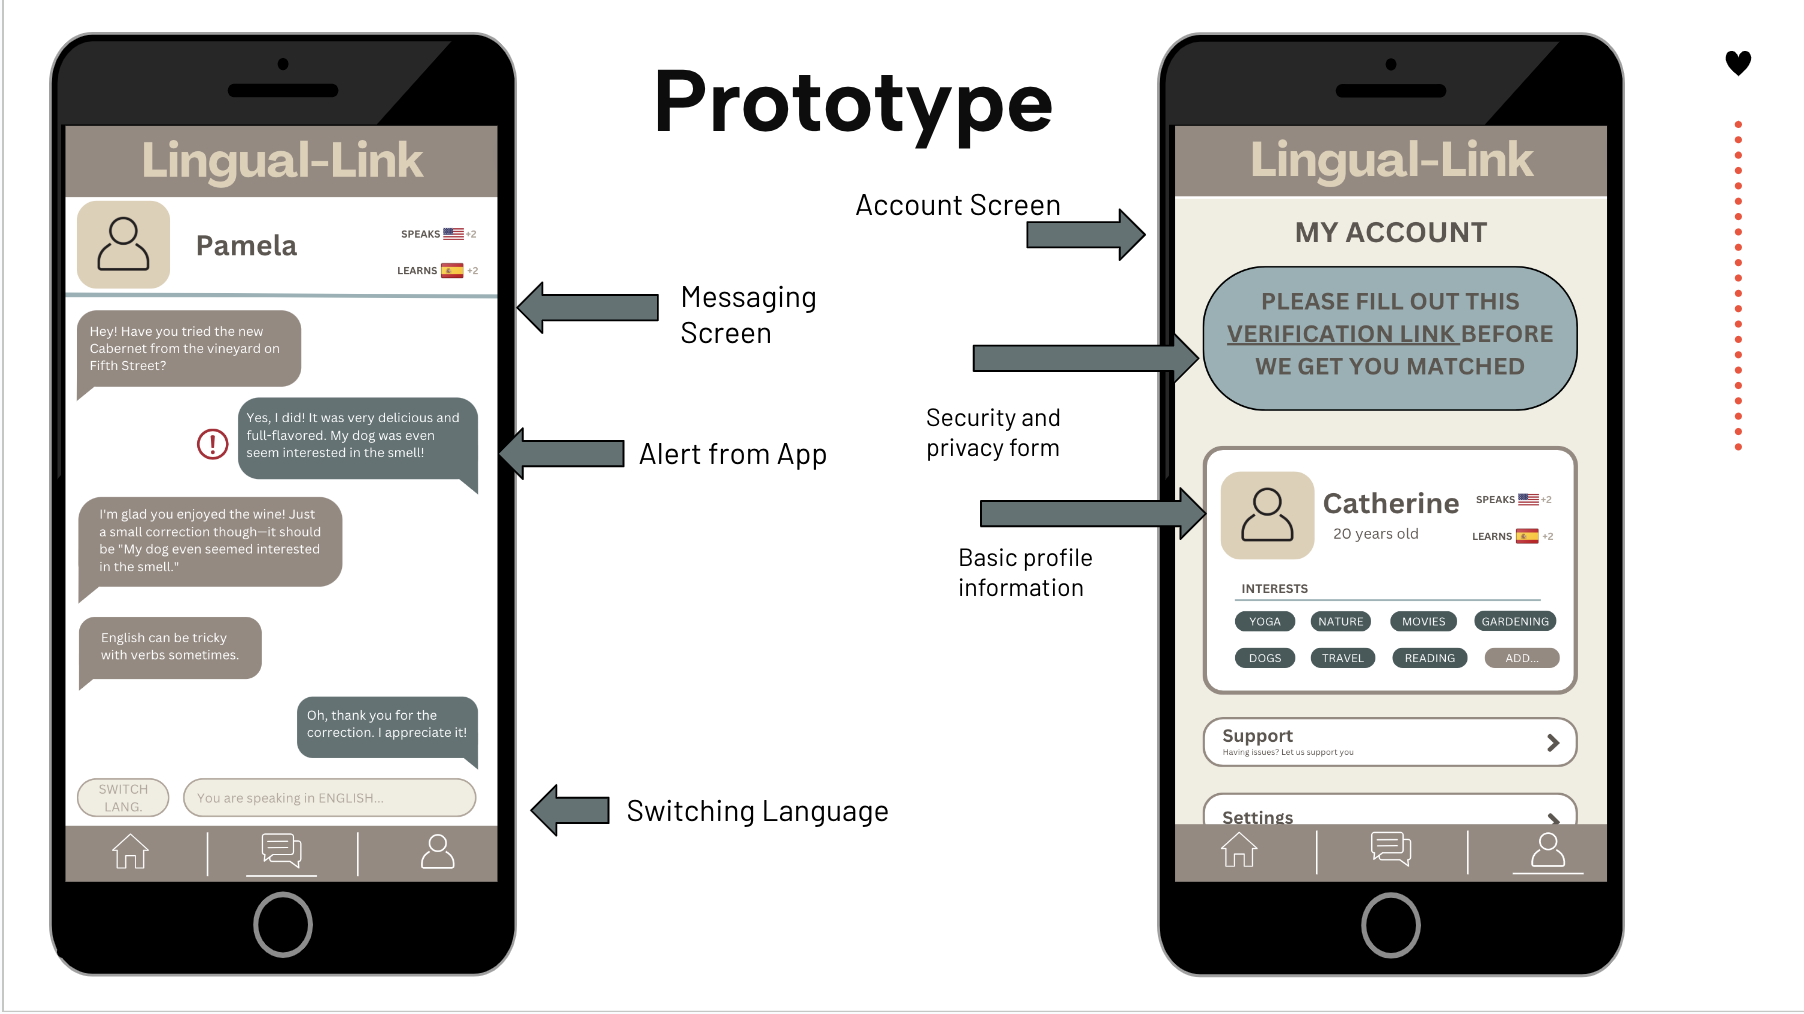 Prototype
Lingual-Link
Pamela
SPEAKS +2
LEARNS +2
Hey! Have you tried the new
Cabernet from the vineyard on
Fifth Street?
Yes, I did! It was very delicious and
full-flavored. My dog was even
seem interested in the smell!
I'm glad you enjoyed the wine! Just
a small correction though—it should
be "My dog even seemed interested
in the smell."
English can be tricky
with verbs sometimes.
Oh, thank you for the
correction. I appreciate it!
SWITCH
LANG.
You are speaking in ENGLISH...
Messaging
Screen
Alert from App
Switching Language
Account Screen
Security and
privacy form
Basic profile
information
Lingual-Link
MY ACCOUNT
PLEASE FILL OUT THIS
VERIFICATION LINK BEFORE
WE GET YOU MATCHED
Catherine
20 years old
SPEAKS +2
LEARNS +2
INTERESTS
YOGA NATURE MOVIES GARDENING
DOGS TRAVEL READING ADD...
Support
Having issues? Let us support you
Settings